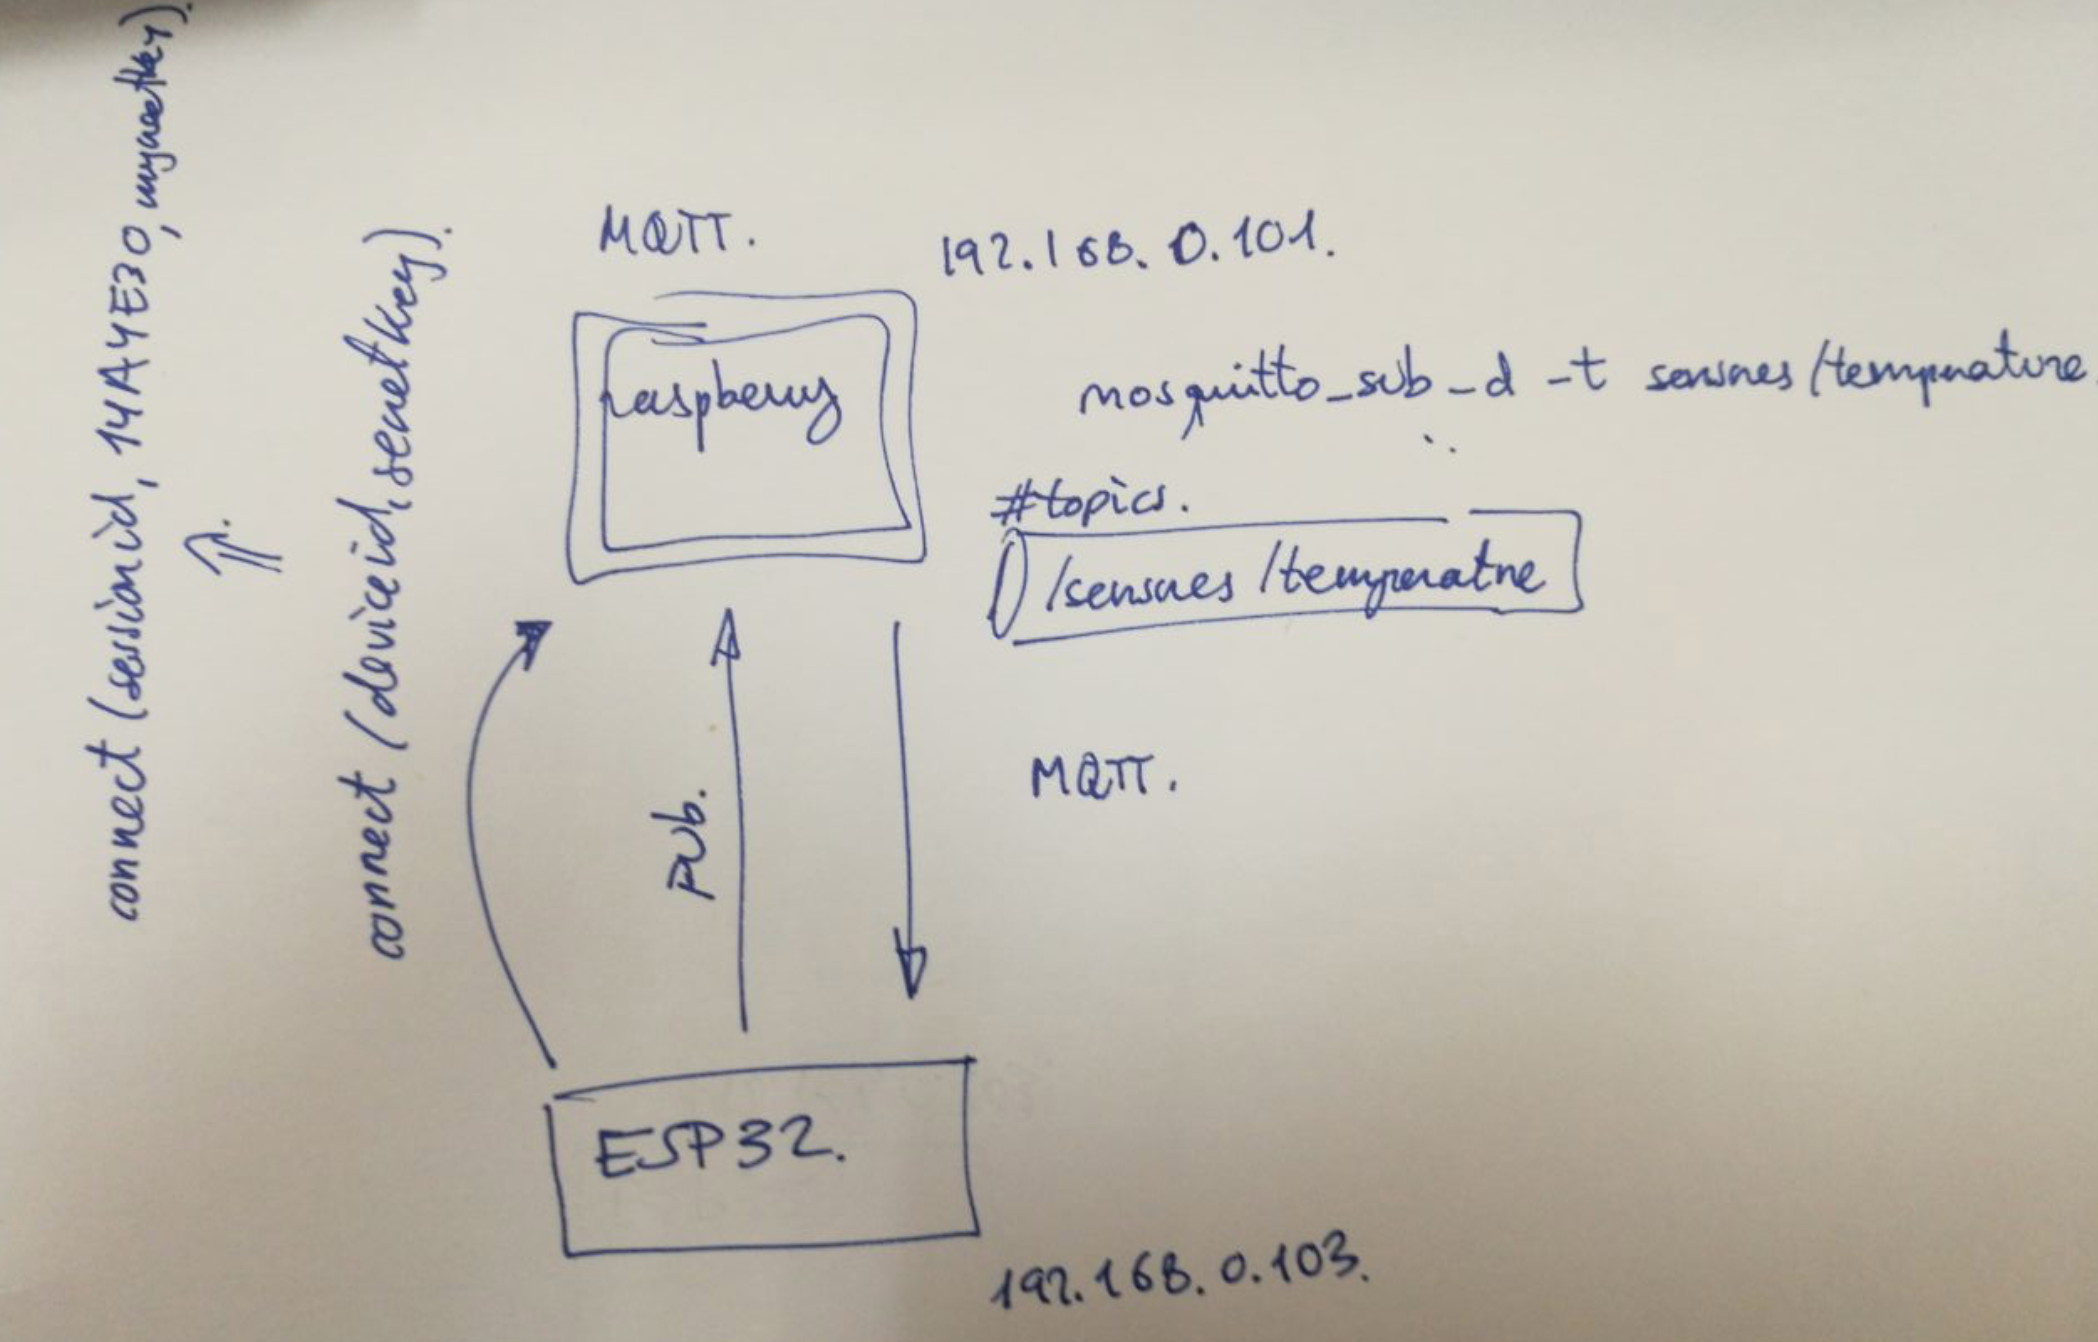 connect (sessionid, 14A4E30, mysecretkey).
connect (deviceid, secretkey).
MQTT.
192.168.0.101.
raspberry
mosquitto_sub -d -t sensores/temperature
#topics.
/sensores/temperature
pub.
MQTT.
ESP32.
192.168.0.103.